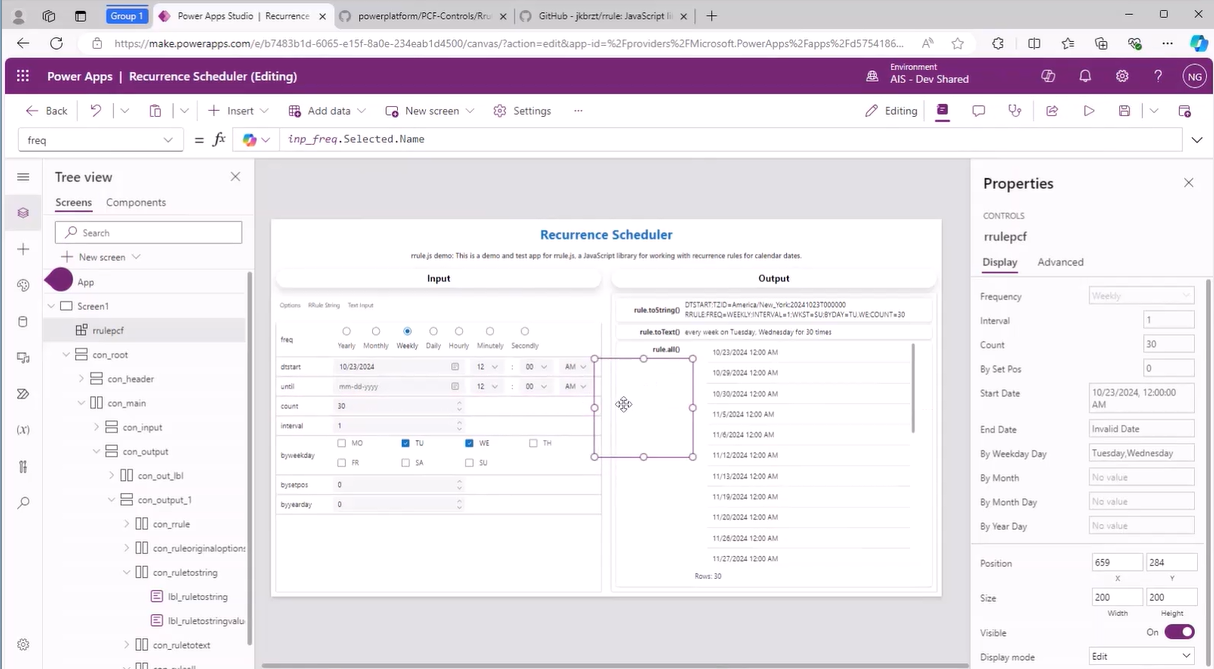 Group 1
Power Apps Studio | Recurrence
powerplatform/PCF-Controls/Rru
GitHub - jkbrzt/rrule: JavaScript li
https://make.powerapps.com/e/b7483b1d-6065-e15f-8a0e-234eab1d4500/canvas/?action=edit&app-id=%2Fproviders%2FMicrosoft.PowerApps%2Fapps%2Fd5754186...
Power Apps | Recurrence Scheduler (Editing)
Environment
AIS - Dev Shared
NG
Back
Insert
Add data
New screen
Settings
...
Editing
freq
= fx
inp_freq.Selected.Name
Tree view
Screens
Components
Search
New screen
App
Screen1
rrulepcf
con_root
con_header
con_main
con_input
con_output
con_out_lbl
con_output_1
con_rrule
con_ruleoriginaloptions
con_ruletostring
lbl_ruletostring
lbl_ruletostringvalu
con_ruletotext
con_ruleall
Recurrence Scheduler
rrule.js demo: This is a demo and test app for rrule.js, a JavaScript library for working with recurrence rules for calendar dates.
Input
Options
RRule String
Text Input
freq
Yearly
Monthly
Weekly
Daily
Hourly
Minutely
Secondly
dtstart
10/23/2024
12
00
AM
until
mm-dd-yyyy
12
00
AM
count
30
interval
1
byweekday
MO
TU
WE
TH
FR
SA
SU
bysetpos
0
byyearday
0
Output
rule.toString()
DTSTART;TZID=America/New_York:20241023T000000
RRULE:FREQ=WEEKLY;INTERVAL=1;WKST=SU;BYDAY=TU,WE;COUNT=30
rule.toText()
every week on Tuesday, Wednesday for 30 times
rule.all()
10/23/2024 12:00 AM
10/29/2024 12:00 AM
10/30/2024 12:00 AM
11/5/2024 12:00 AM
11/6/2024 12:00 AM
11/12/2024 12:00 AM
11/13/2024 12:00 AM
11/19/2024 12:00 AM
11/20/2024 12:00 AM
11/26/2024 12:00 AM
11/27/2024 12:00 AM
Rows: 30
Properties
CONTROLS
rrulepcf
Display
Advanced
Frequency
Weekly
Interval
1
Count
30
By Set Pos
0
Start Date
10/23/2024, 12:00:00
AM
End Date
Invalid Date
By Weekday Day
Tuesday,Wednesday
By Month
No value
By Month Day
No value
By Year Day
No value
Position
659
284
X
Y
Size
200
200
Width
Height
Visible
On
Display mode
Edit